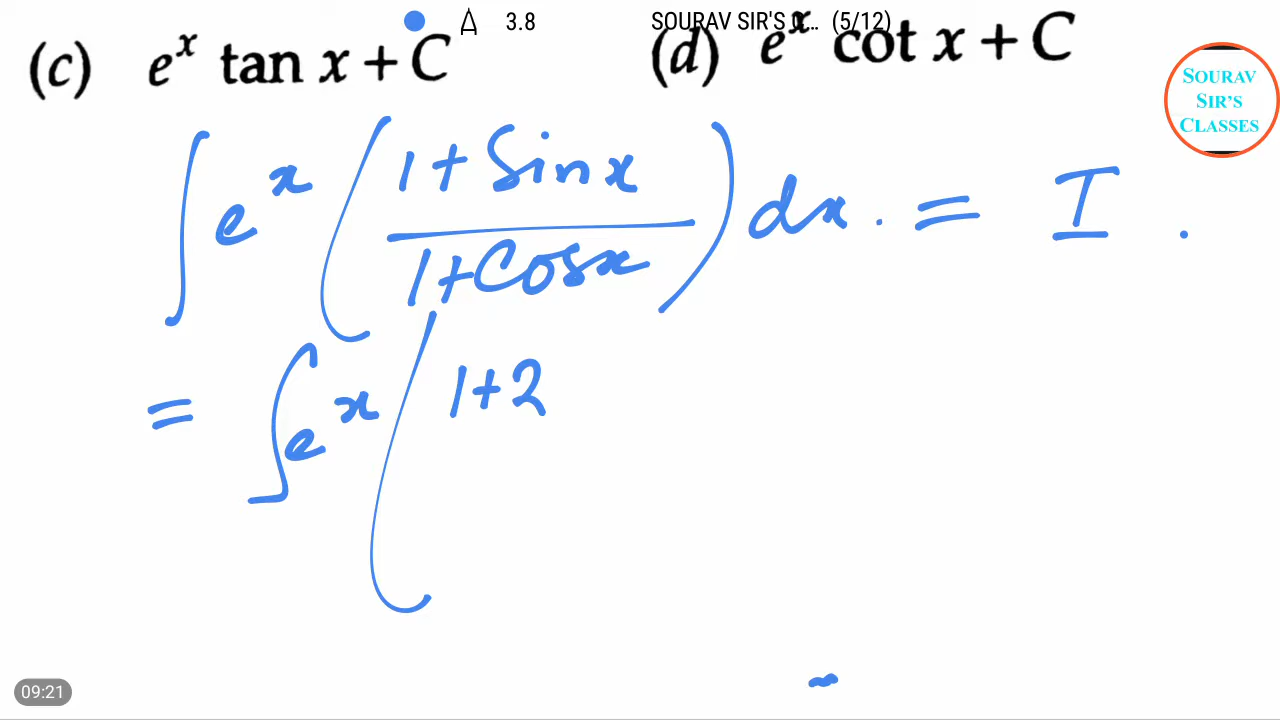 3.8 SOURAV SIR'S C... (5/12)
(c) e^x tan x + C (d) e^x cot x + C
SOURAV
SIR'S
CLASSES
∫ e^x ( (1 + Sinx) / (1 + Cosx) ) dx. = I .
= ∫ e^x ( 1 + 2
09:21